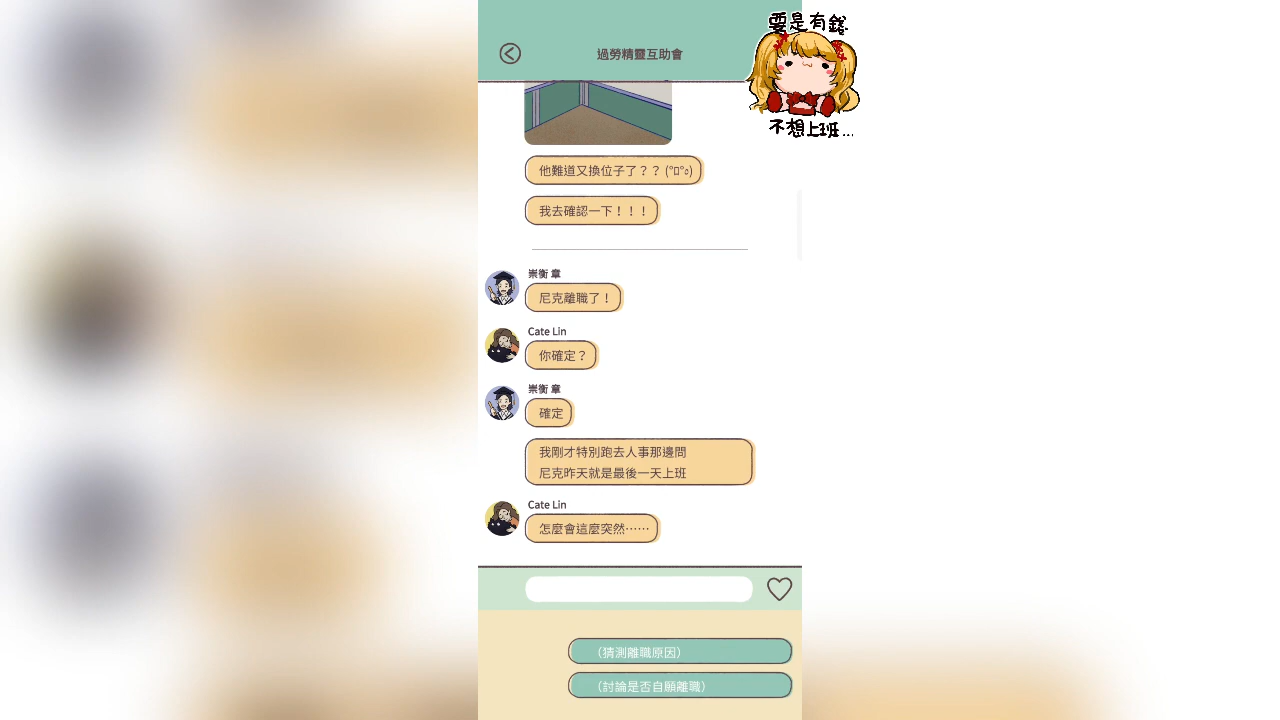 過勞精靈互助會
要是有錢
不想上班...
他難道又換位子了？？(°ㅁ°๑)
我去確認一下！！！
崇衡 章
尼克離職了！
Cate Lin
你確定？
崇衡 章
確定
我剛才特別跑去人事那邊問
尼克昨天就是最後一天上班
Cate Lin
怎麼會這麼突然……
（猜測離職原因）
（討論是否自願離職）